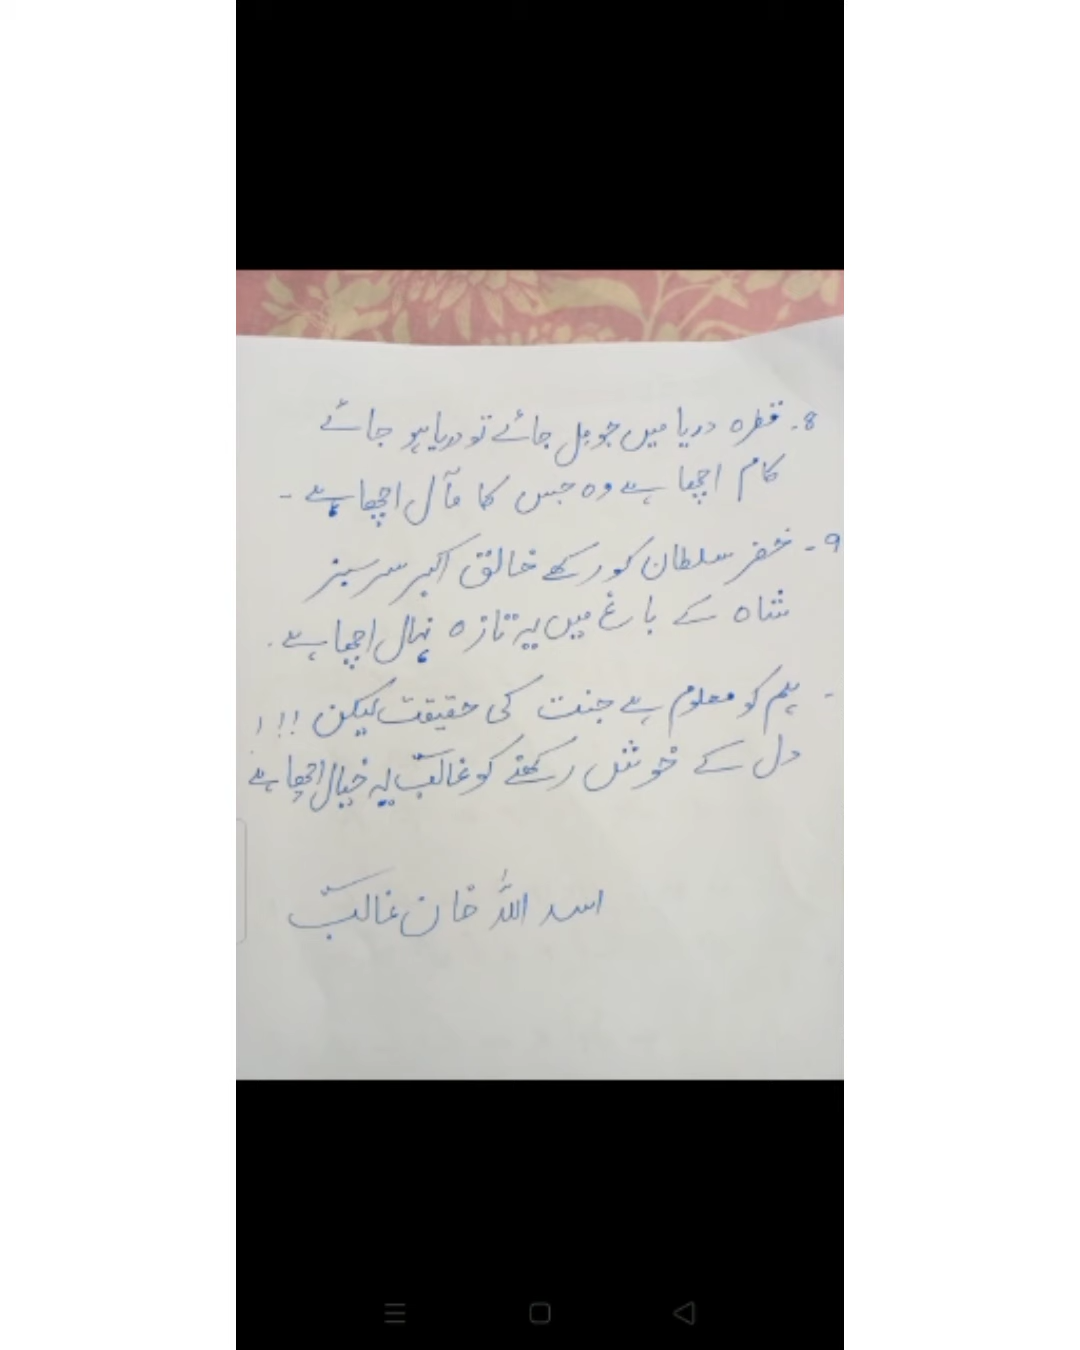 8- قطرہ دریا میں جو مل جائے تو دریا ہو جائے
کام اچھا ہے وہ جس کا مآل اچھا ہے -
9- خضر سلطان کو رکھے خالق اکبر سرسبز
شاہ کے باغ میں یہ تازہ نہال اچھا ہے -
- ہم کو معلوم ہے جنت کی حقیقت لیکن !!!
دل کے خوش رکھنے کو غالبؔ یہ خیال اچھا ہے
اسد اللہ خان غالبؔ